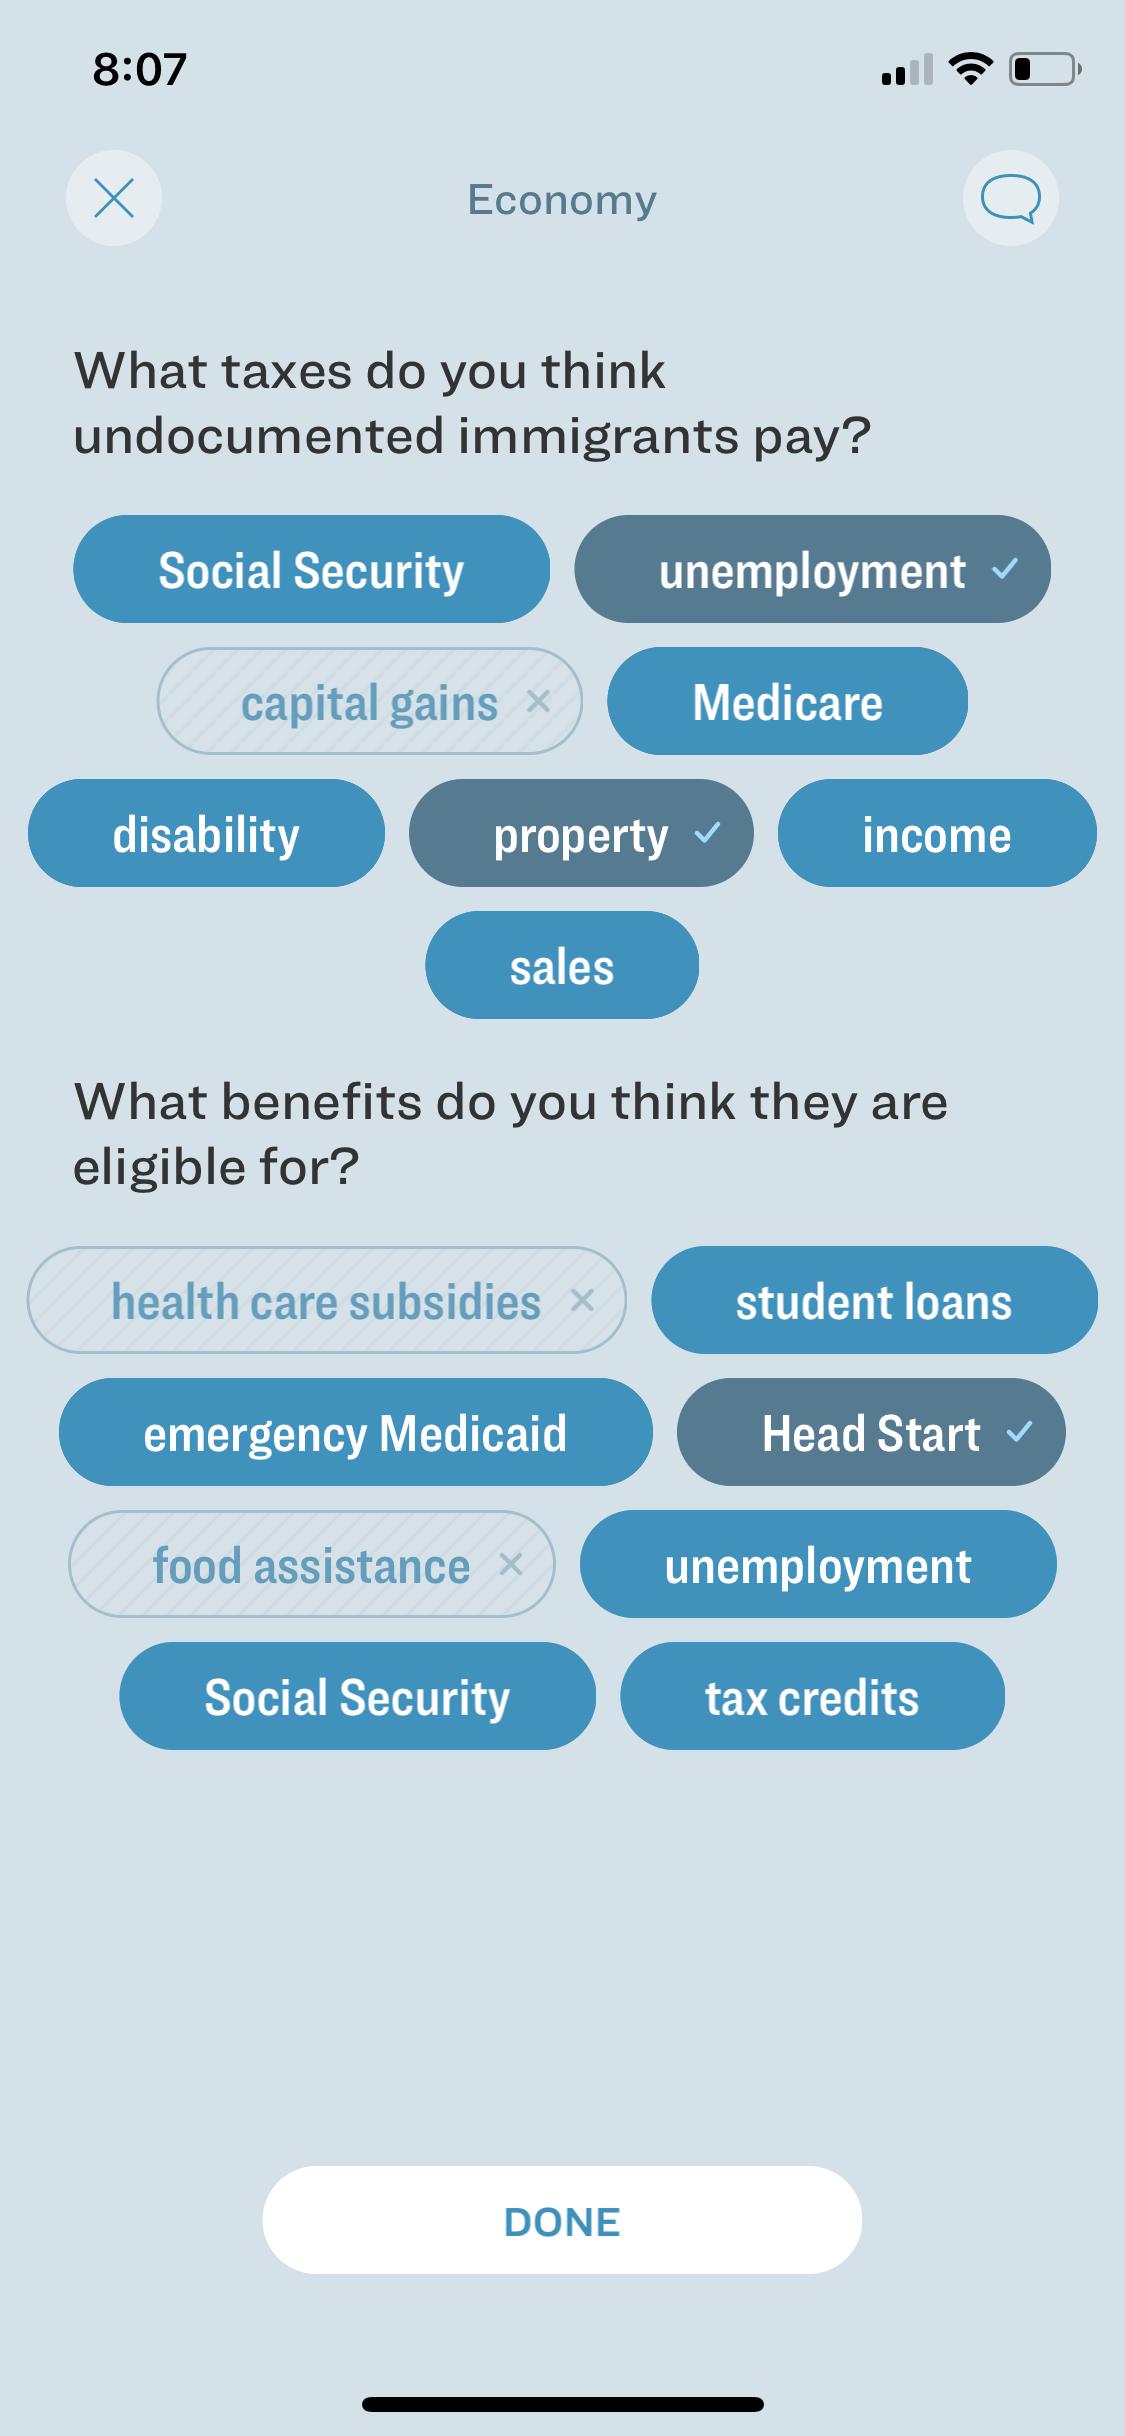 8:07
Economy
What taxes do you think
undocumented immigrants pay?
Social Security
unemployment
capital gains
Medicare
disability
property
income
sales
What benefits do you think they are
eligible for?
health care subsidies
student loans
emergency Medicaid
Head Start
food assistance
unemployment
Social Security
tax credits
DONE